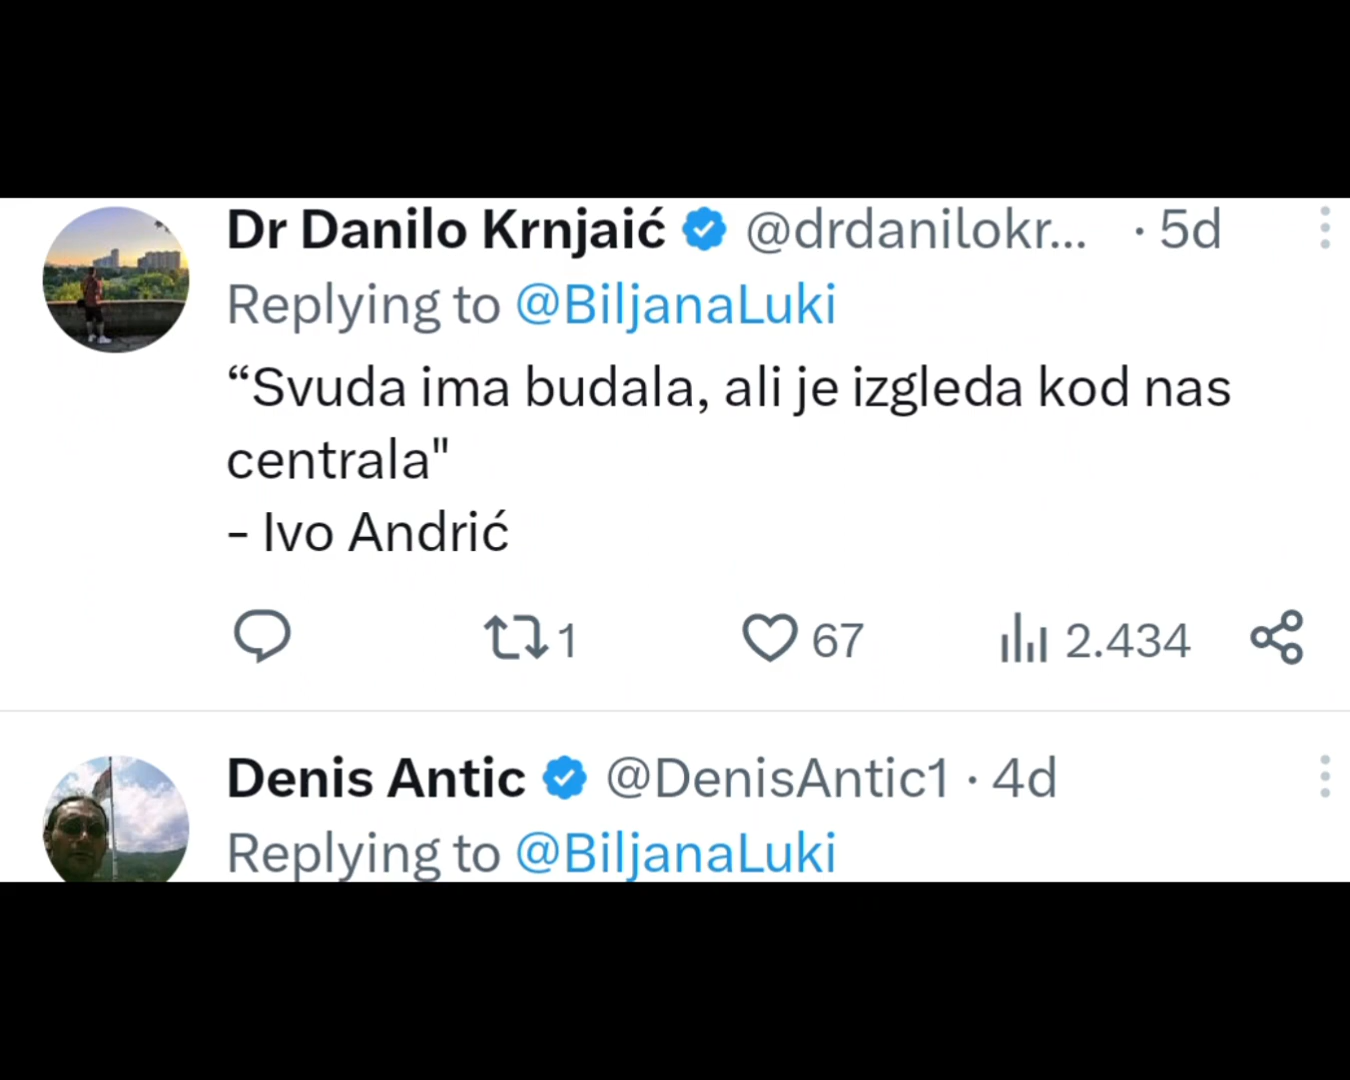 Dr Danilo Krnjaić @drdanilokr... · 5d
Replying to @BiljanaLuki
“Svuda ima budala, ali je izgleda kod nas
centrala"
- Ivo Andrić
1 67 2.434
Denis Antic @DenisAntic1 · 4d
Replying to @BiljanaLuki